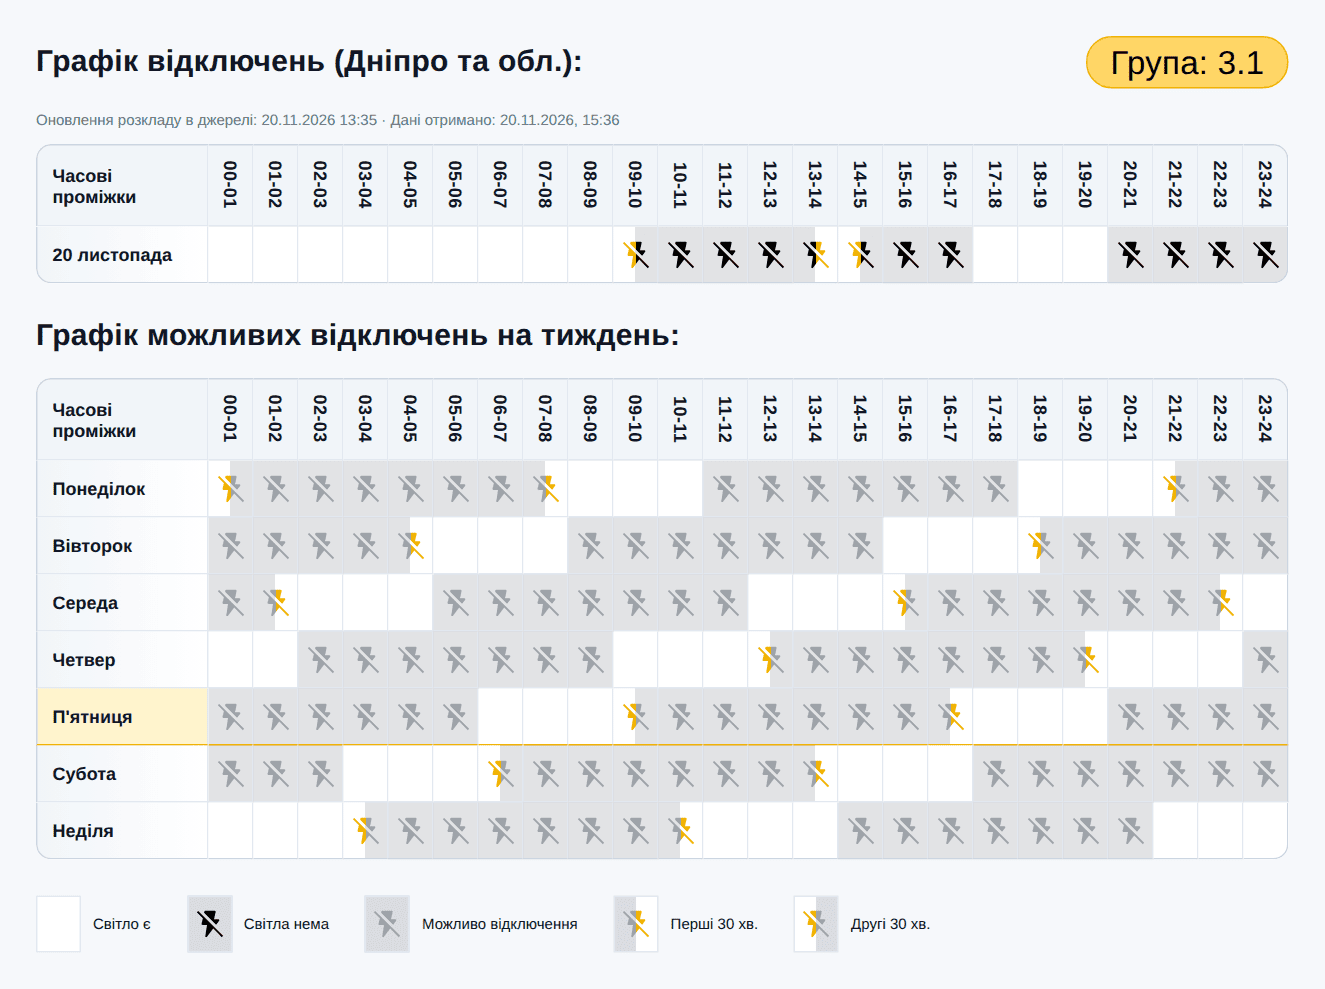 Графік відключень (Дніпро та обл.):
Група: 3.1
Оновлення розкладу в джерелі: 20.11.2026 13:35 · Дані отримано: 20.11.2026, 15:36
Часові проміжки 00-01 01-02 02-03 03-04 04-05 05-06 06-07 07-08 08-09 09-10 10-11 11-12 12-13 13-14 14-15 15-16 16-17 17-18 18-19 19-20 20-21 21-22 22-23 23-24
20 листопада
Графік можливих відключень на тиждень:
Часові проміжки 00-01 01-02 02-03 03-04 04-05 05-06 06-07 07-08 08-09 09-10 10-11 11-12 12-13 13-14 14-15 15-16 16-17 17-18 18-19 19-20 20-21 21-22 22-23 23-24
Понеділок
Вівторок
Середа
Четвер
П'ятниця
Субота
Неділя
Світло є Світла нема Можливо відключення Перші 30 хв. Другі 30 хв.